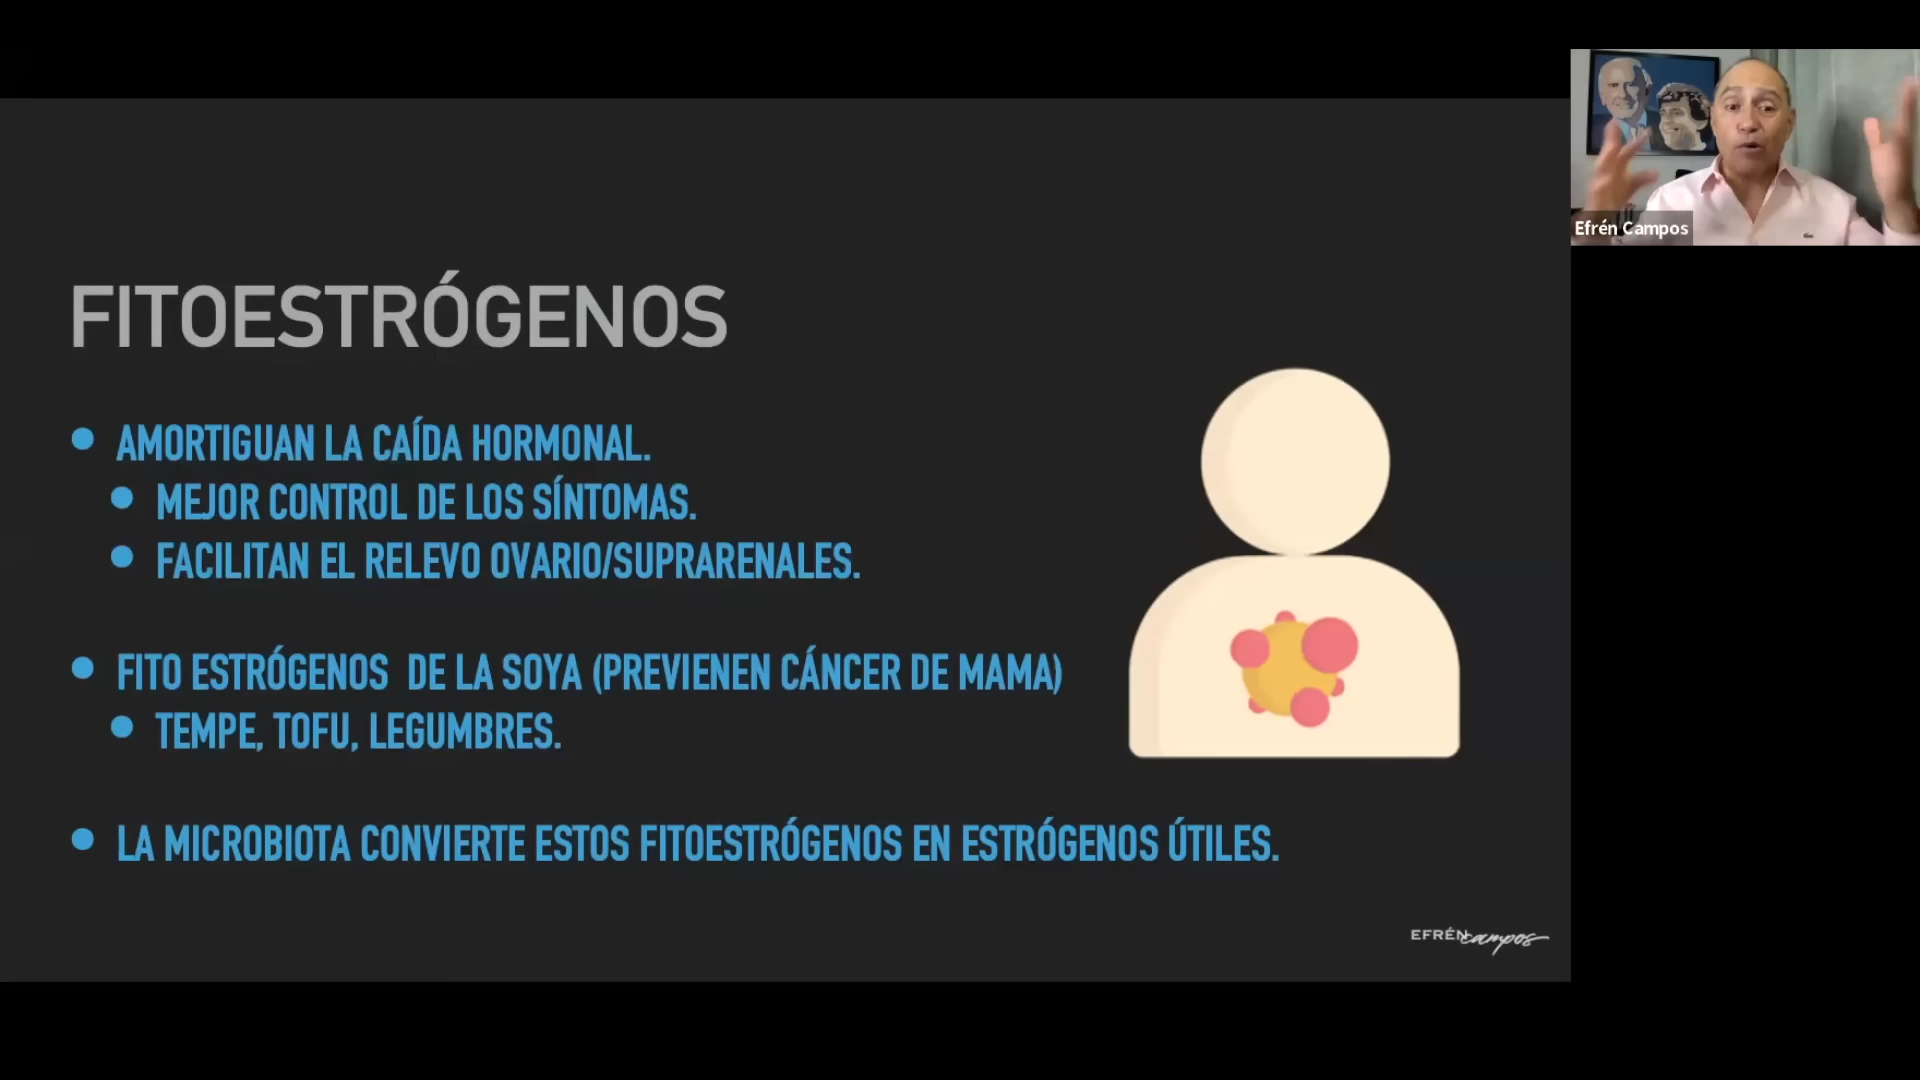 FITOESTRÓGENOS
AMORTIGUAN LA CAÍDA HORMONAL.
MEJOR CONTROL DE LOS SÍNTOMAS.
FACILITAN EL RELEVO OVARIO/SUPRARENALES.
FITO ESTRÓGENOS DE LA SOYA (PREVIENEN CÁNCER DE MAMA)
TEMPE, TOFU, LEGUMBRES.
LA MICROBIOTA CONVIERTE ESTOS FITOESTRÓGENOS EN ESTRÓGENOS ÚTILES.
EFRÉN campos
Efrén Campos